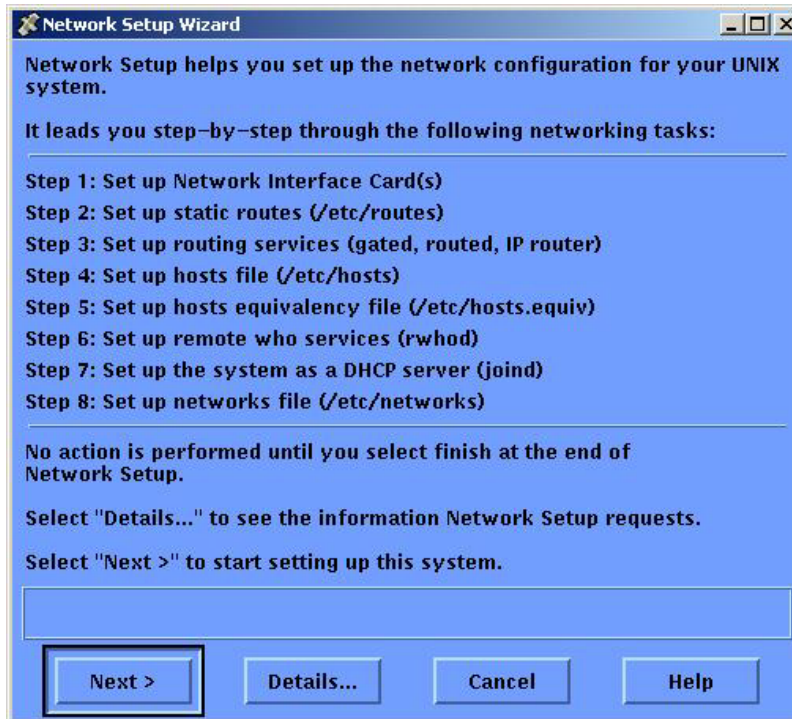 Network Setup Wizard
Network Setup helps you set up the network configuration for your UNIX
system.
It leads you step-by-step through the following networking tasks:
Step 1: Set up Network Interface Card(s)
Step 2: Set up static routes (/etc/routes)
Step 3: Set up routing services (gated, routed, IP router)
Step 4: Set up hosts file (/etc/hosts)
Step 5: Set up hosts equivalency file (/etc/hosts.equiv)
Step 6: Set up remote who services (rwhod)
Step 7: Set up the system as a DHCP server (joind)
Step 8: Set up networks file (/etc/networks)
No action is performed until you select finish at the end of
Network Setup.
Select "Details..." to see the information Network Setup requests.
Select "Next >" to start setting up this system.
Next > Details... Cancel Help